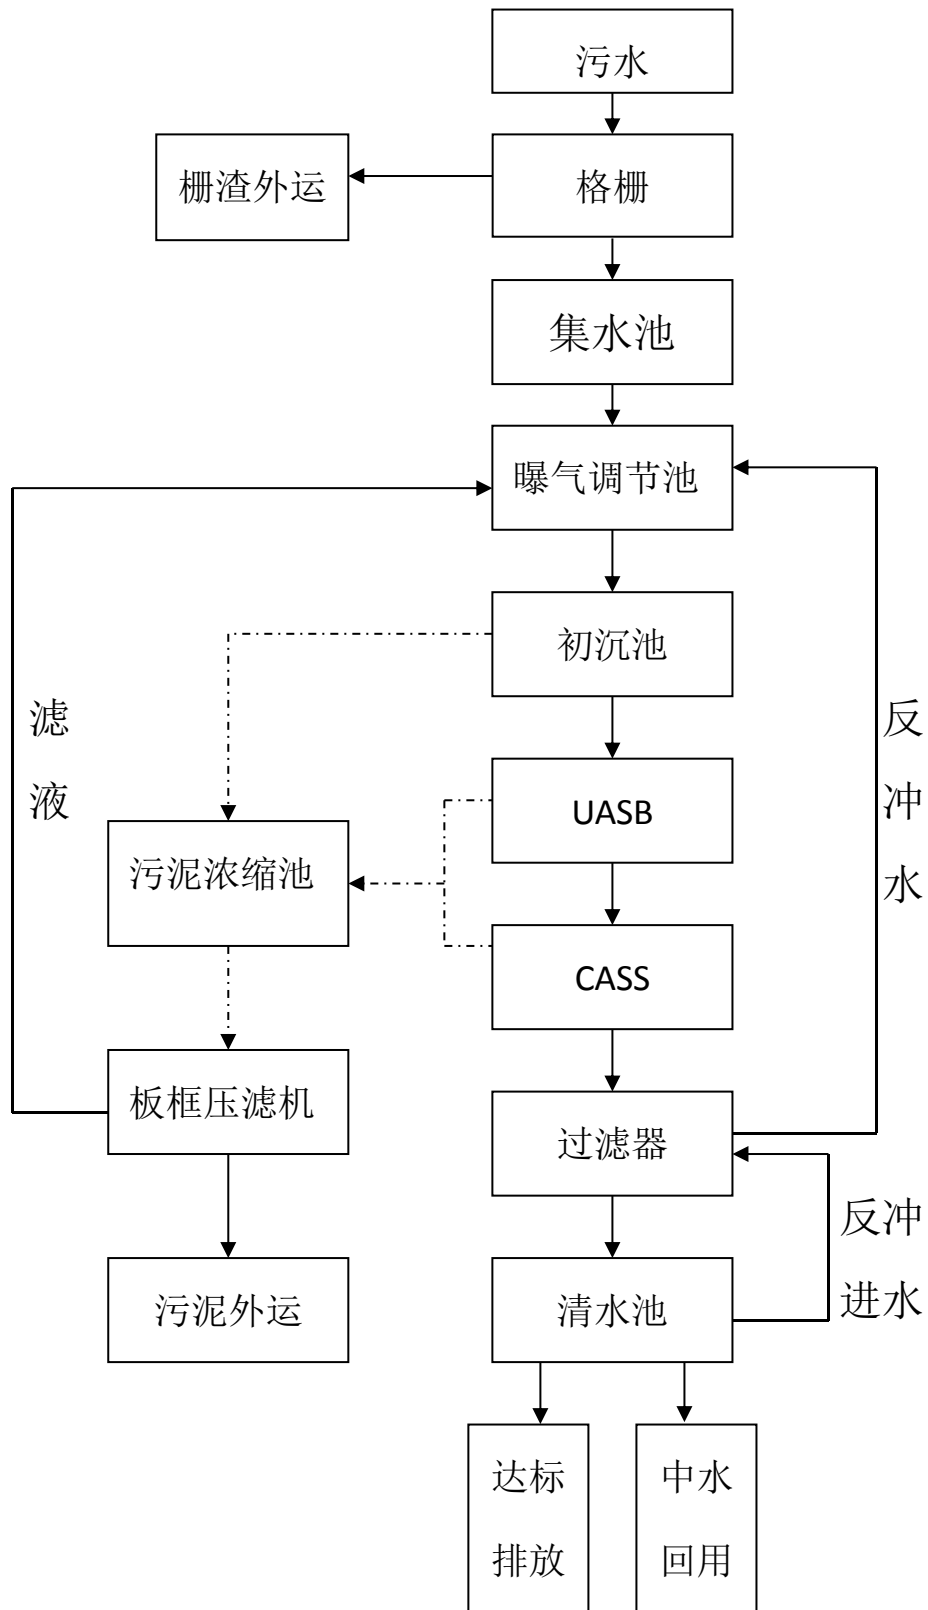 污水
栅渣外运
格栅
集水池
曝气调节池
初沉池
滤
液
反
冲
水
UASB
污泥浓缩池
CASS
板框压滤机
过滤器
反冲
进水
污泥外运
清水池
达标
排放
中水
回用